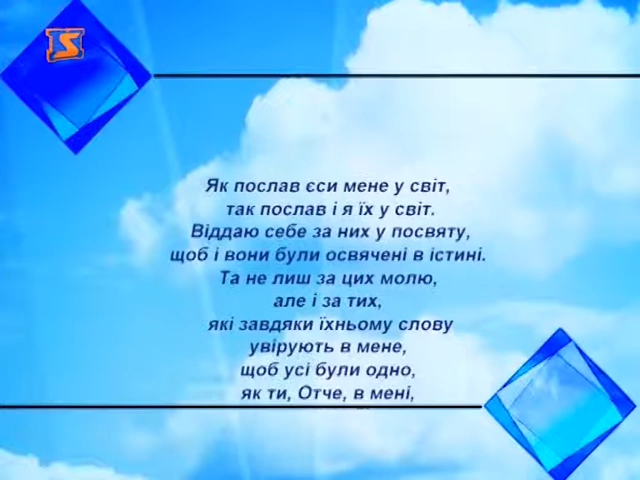 Як послав єси мене у світ,
так послав і я їх у світ.
Віддаю себе за них у посвяту,
щоб і вони були освячені в істині.
Та не лиш за цих молю,
але і за тих,
які завдяки їхньому слову
увірують в мене,
щоб усі були одно,
як ти, Отче, в мені,